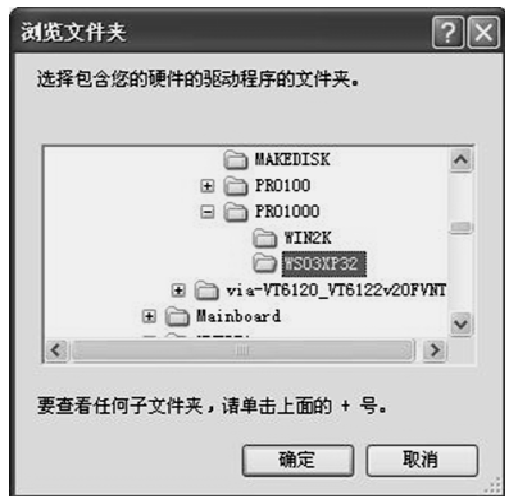 浏览文件夹
选择包含您的硬件的驱动程序的文件夹。
MAKEDISK
PRO100
PRO1000
WIN2K
WS03XP32
via-VT6120_VT6122v20FVNT
Mainboard
要查看任何子文件夹,请单击上面的 + 号。
确定
取消